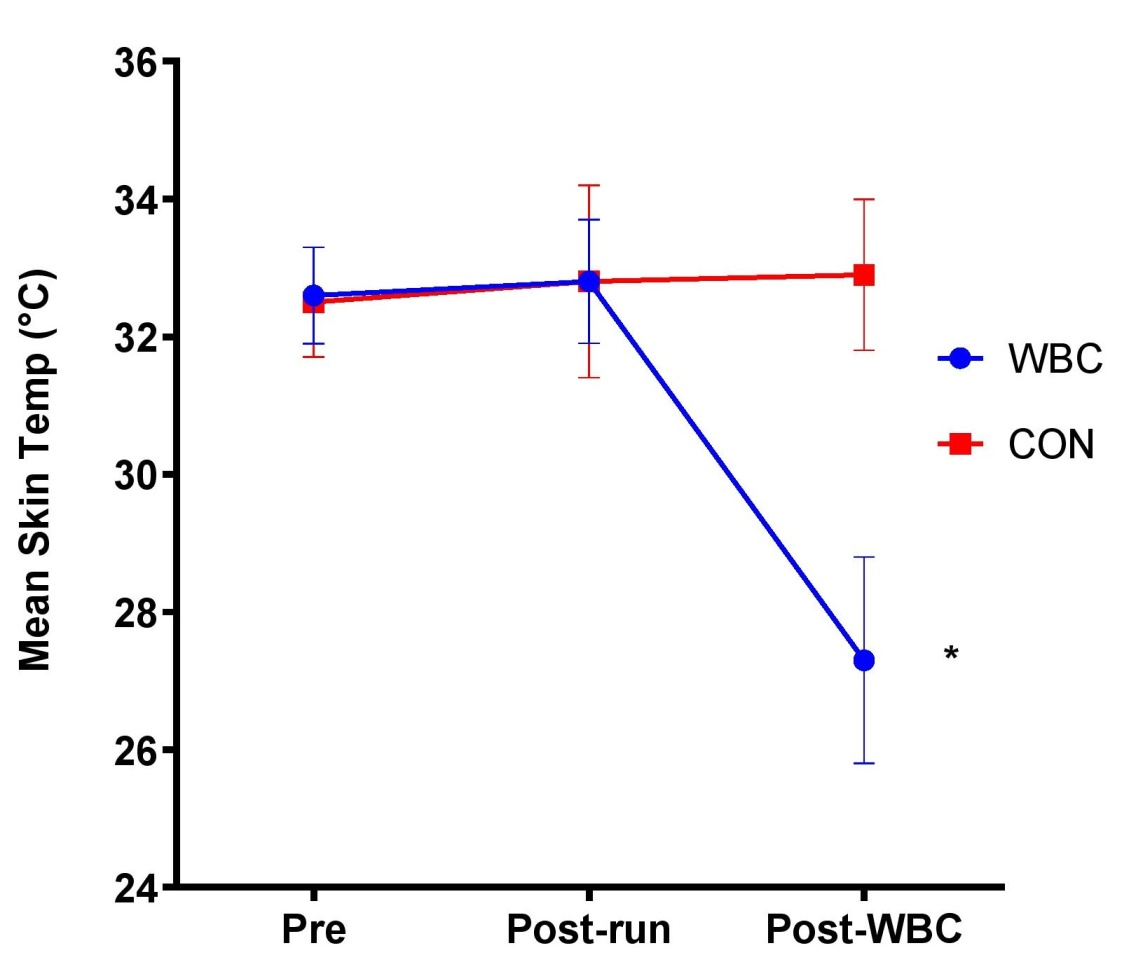 36
34
32
30
28
26
24
Mean Skin Temp (°C)
Pre
Post-run
Post-WBC
WBC
CON
*